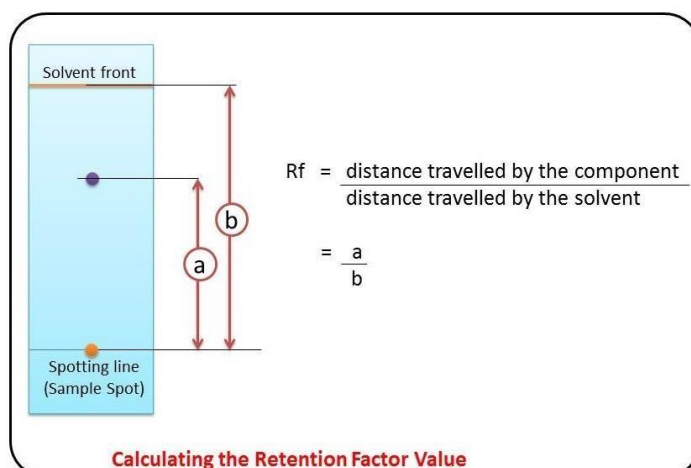 Solvent front
b
a
Spotting line
(Sample Spot)
Rf = distance travelled by the component
distance travelled by the solvent
= a
b
Calculating the Retention Factor Value